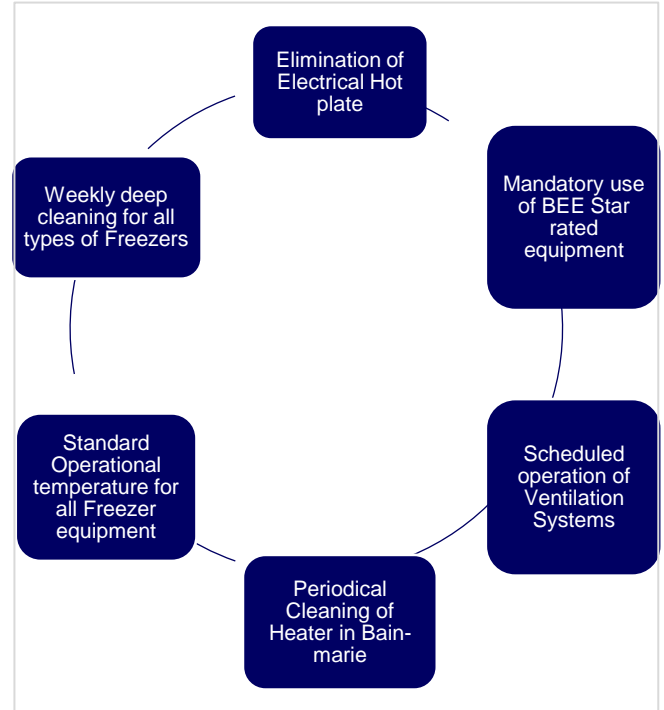 Elimination of
Electrical Hot
plate
Mandatory use
of BEE Star
rated
equipment
Scheduled
operation of
Ventilation
Systems
Periodical
Cleaning of
Heater in Bain-
marie
Standard
Operational
temperature for
all Freezer
equipment
Weekly deep
cleaning for all
types of Freezers